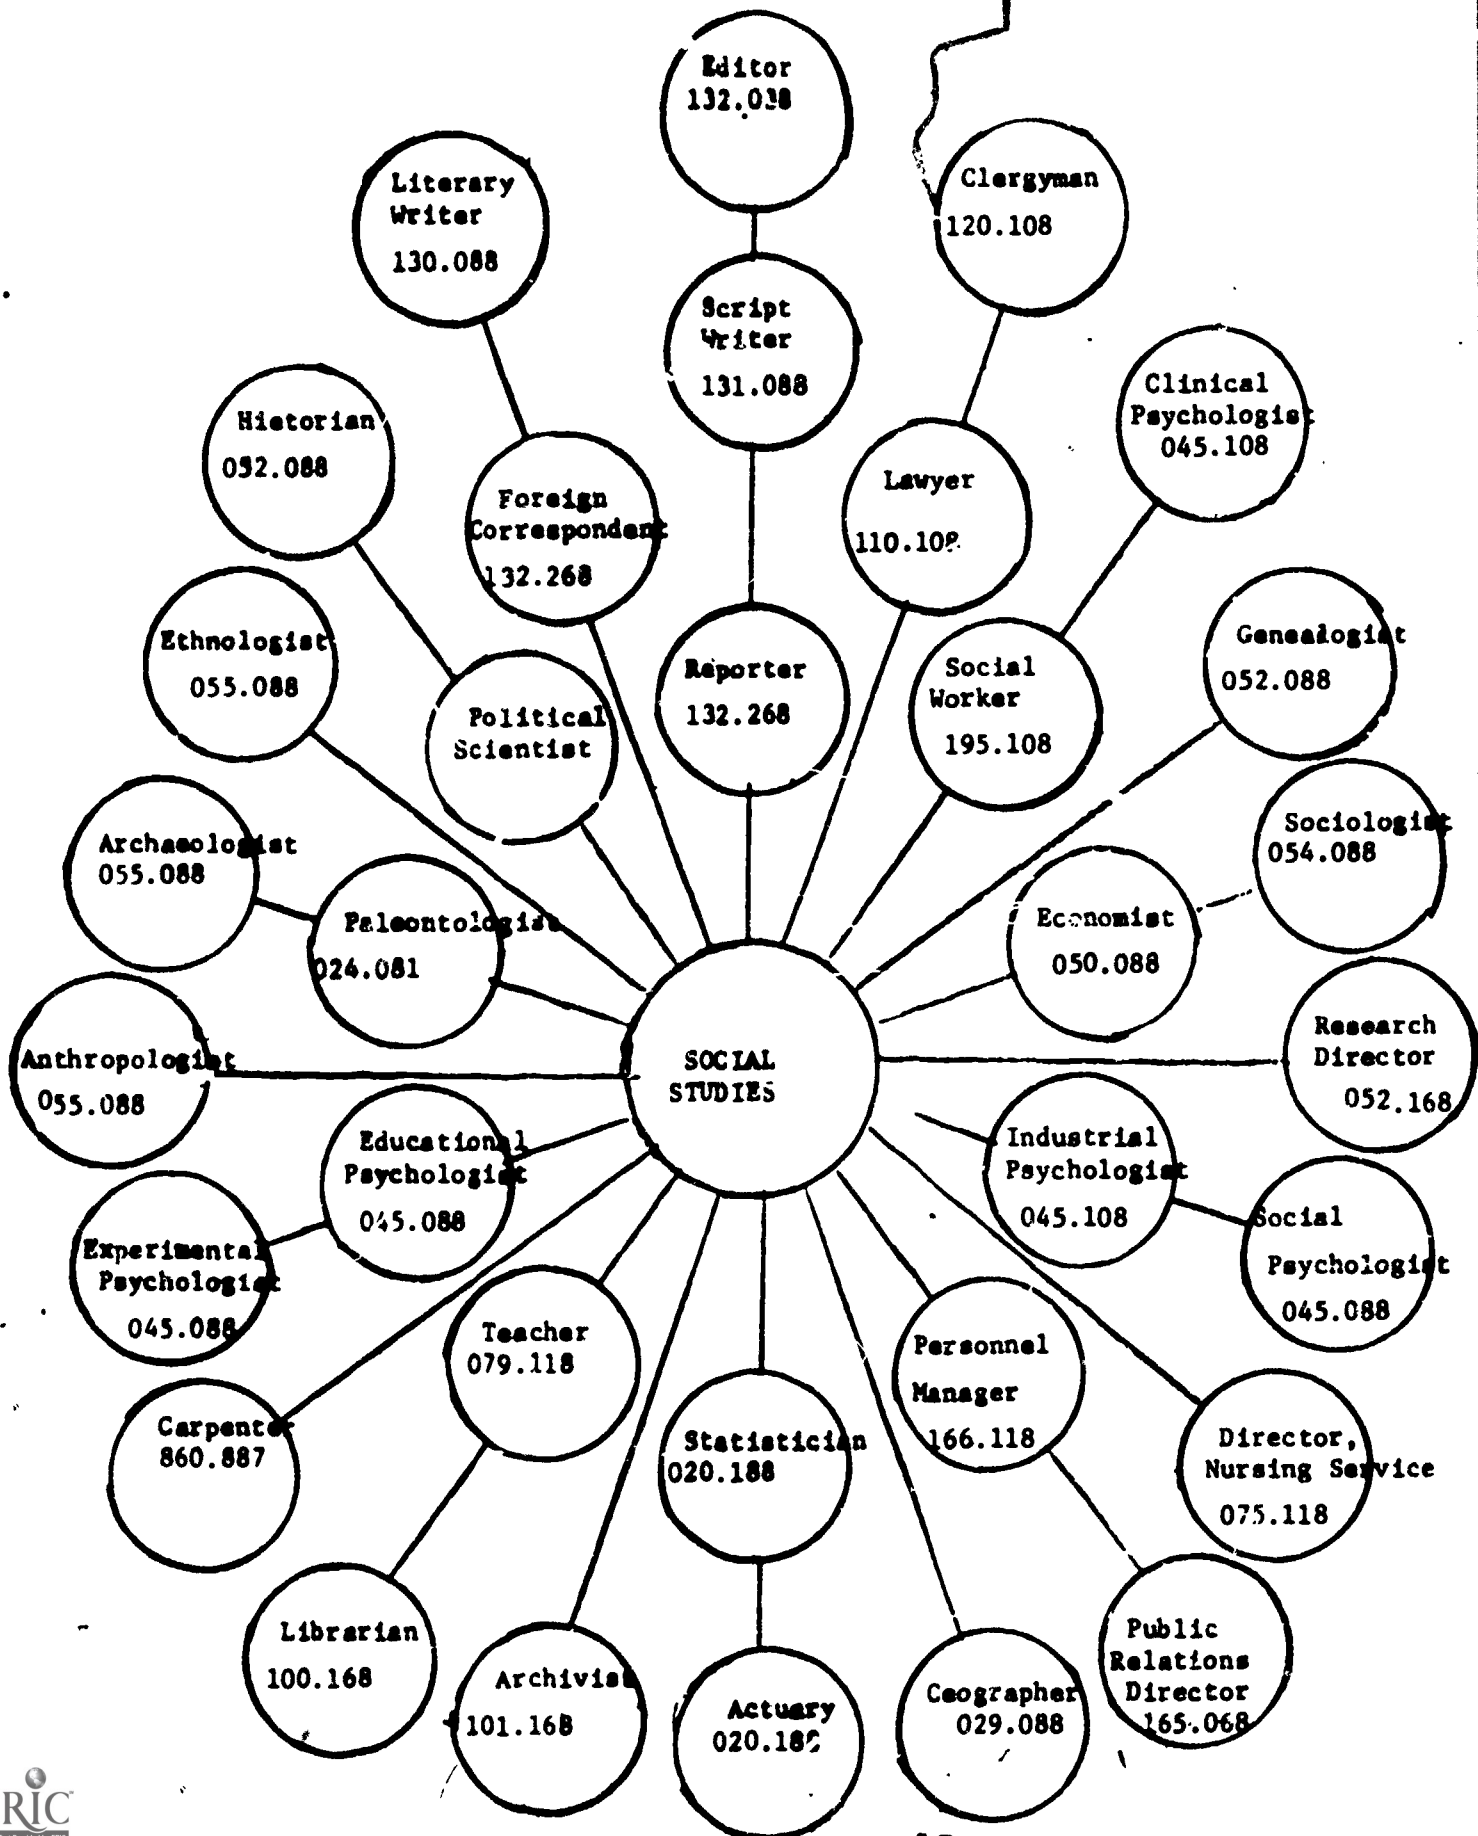 Editor
132.038
Literary
Writer
130.088
Clergyman
120.108
Script
Writer
131.088
Historian
052.088
Clinical
Psychologist
045.108
Foreign
Correspondent
132.268
Lawyer
110.108
Ethnologist
055.088
Political
Scientist
Reporter
132.268
Social
Worker
195.108
Genealogist
052.088
Archaeologist
055.088
Paleontologist
024.081
Economist
050.088
Sociologist
054.088
Anthropologist
055.088
SOCIAL
STUDIES
Research
Director
052.168
Educational
Psychologist
045.088
Industrial
Psychologist
045.108
Experimental
Psychologist
045.088
Social
Psychologist
045.088
Teacher
079.118
Personnel
Manager
166.118
Carpenter
860.887
Statistician
020.188
Director,
Nursing Service
075.118
Librarian
100.168
Archivist
101.168
Actuary
Geographer
029.088
Public
Relations
Director
165.068
RIC